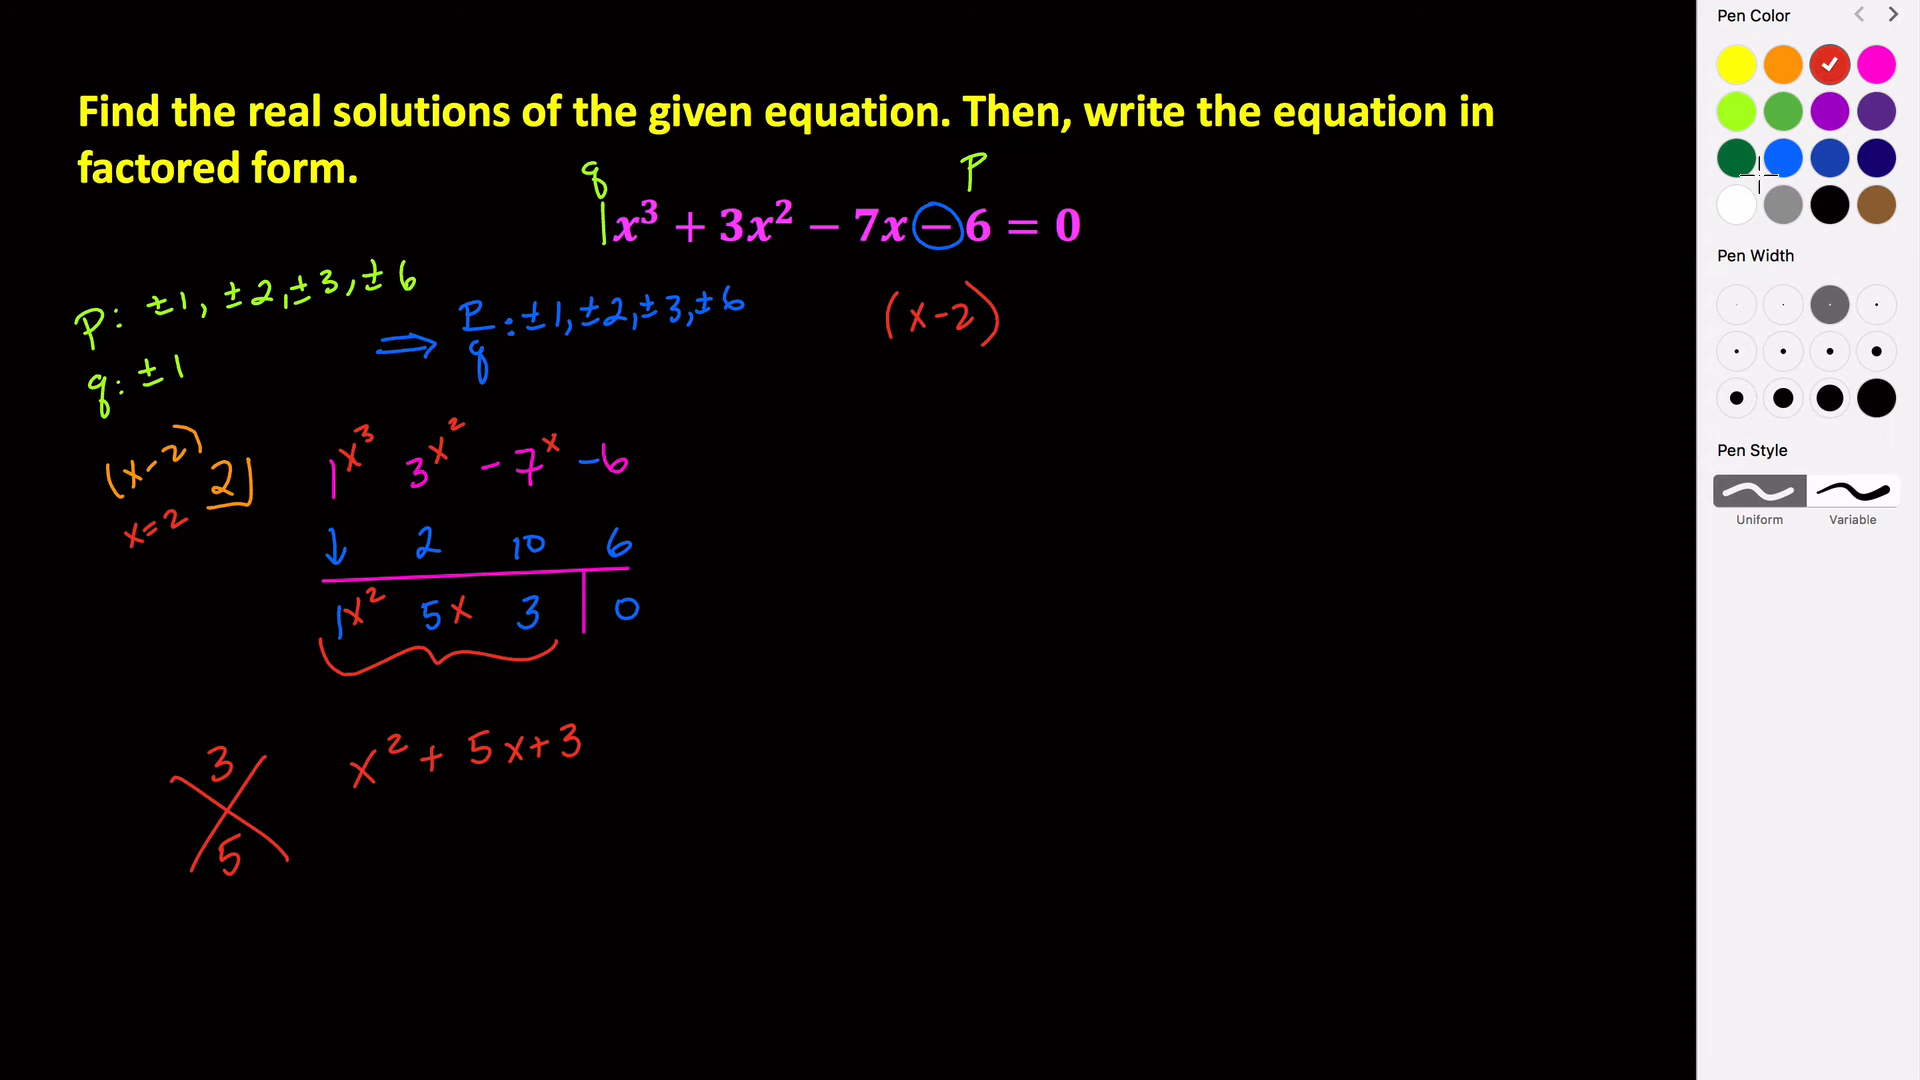 Find the real solutions of the given equation. Then, write the equation in
factored form.
q p
1x³ + 3x² − 7x − 6 = 0
p: ±1, ±2, ±3, ±6
q: ±1
⇒ p/q : ±1, ±2, ±3, ±6
(x-2)
(x-2) 2 1x³ 3x² -7x -6
x=2
↓ 2 10 6
1x² 5x 3 0
3
5
x² + 5x+3
Pen Color
Pen Width
Pen Style
Uniform Variable